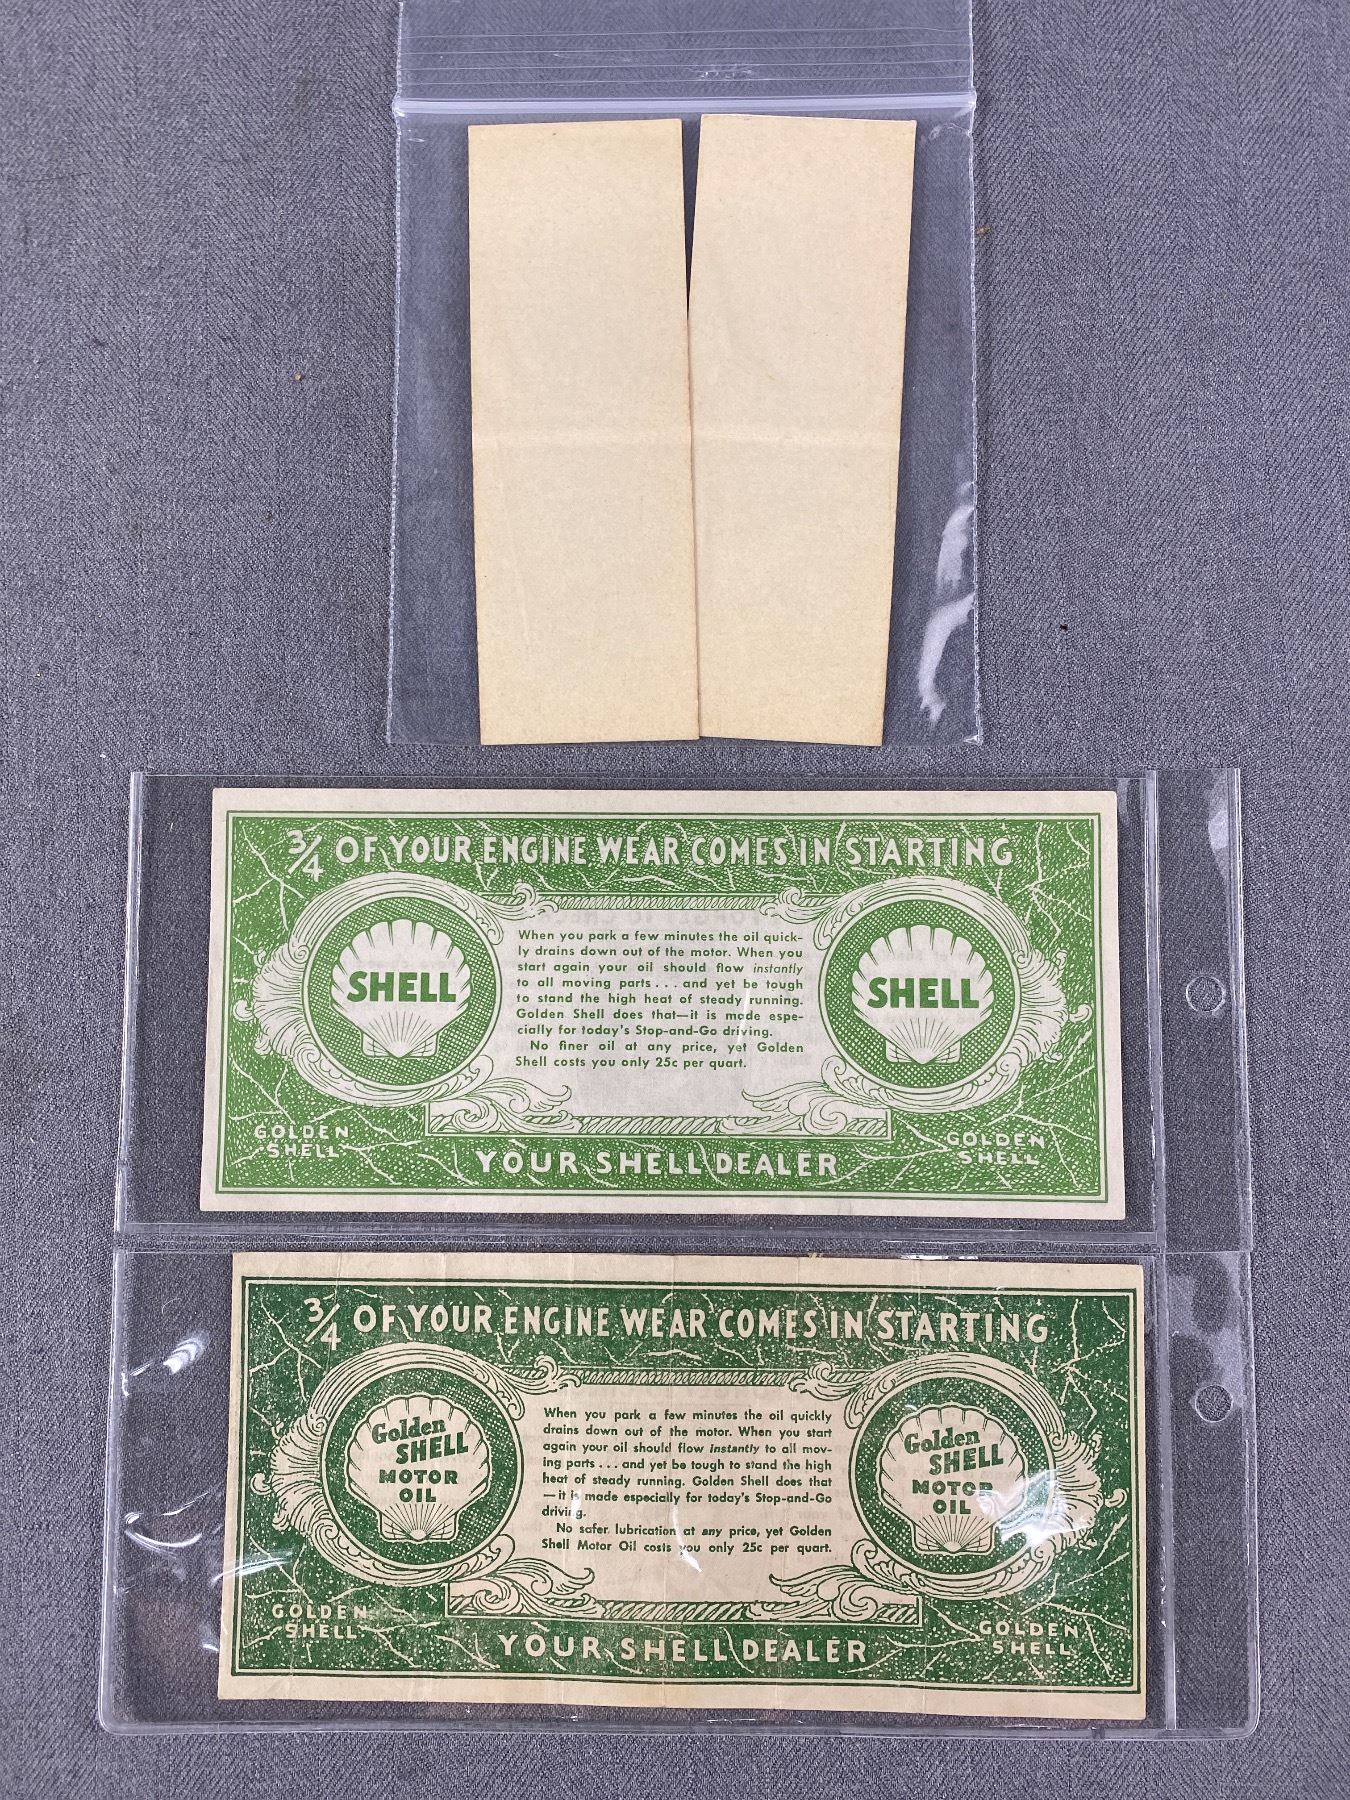 3/4 OF YOUR ENGINE WEAR COMES IN STARTING
SHELL
When you park a few minutes the oil quick-
ly drains down out of the motor. When you
start again your oil should flow instantly
to all moving parts . . . and yet be tough
to stand the high heat of steady running.
Golden Shell does that—it is made espe-
cially for today's Stop-and-Go driving.
No finer oil at any price, yet Golden
Shell costs you only 25c per quart.
SHELL
GOLDEN
SHELL
YOUR SHELL DEALER
GOLDEN
SHELL
3/4 OF YOUR ENGINE WEAR COMES IN STARTING
Golden
SHELL
MOTOR
OIL
When you park a few minutes the oil quickly
drains down out of the motor. When you start
again your oil should flow instantly to all mov-
ing parts . . . and yet be tough to stand the high
heat of steady running. Golden Shell does that
—it is made especially for today's Stop-and-Go
driving.
No safer lubrication at any price, yet Golden
Shell Motor Oil costs you only 25c per quart.
Golden
SHELL
MOTOR
OIL
GOLDEN
SHELL
YOUR SHELL DEALER
GOLDEN
SHELL